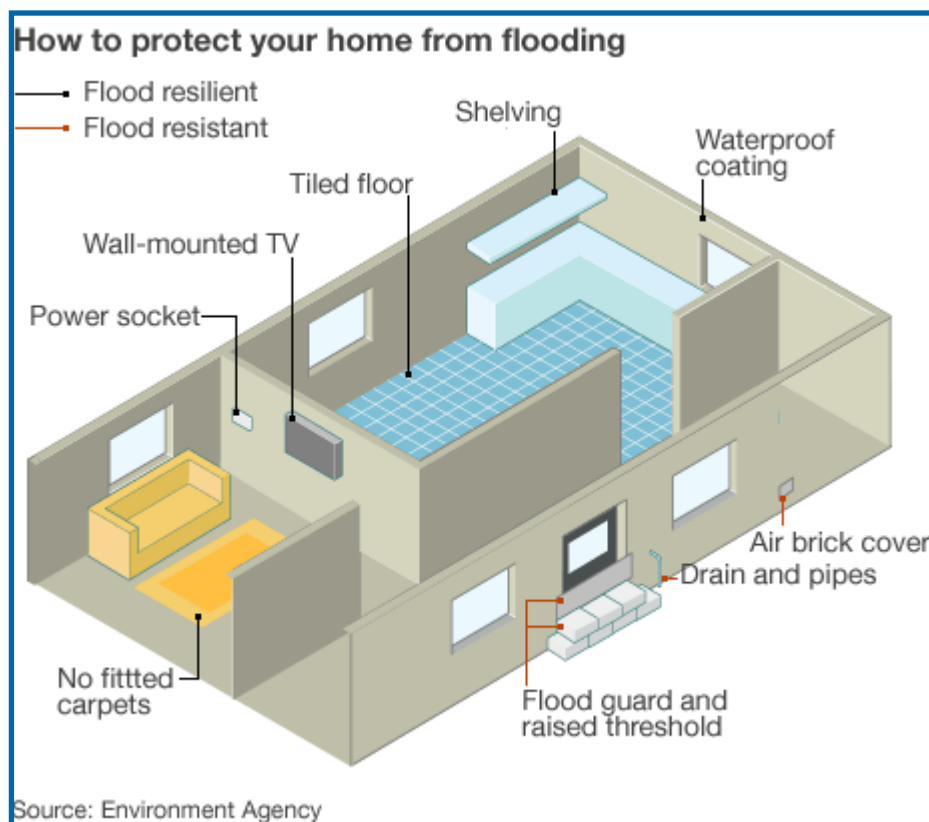 How to protect your home from flooding
Flood resilient
Flood resistant
Shelving
Waterproof
coating
Tiled floor
Wall-mounted TV
Power socket
Air brick cover
Drain and pipes
No fittted
carpets
Flood guard and
raised threshold
Source: Environment Agency